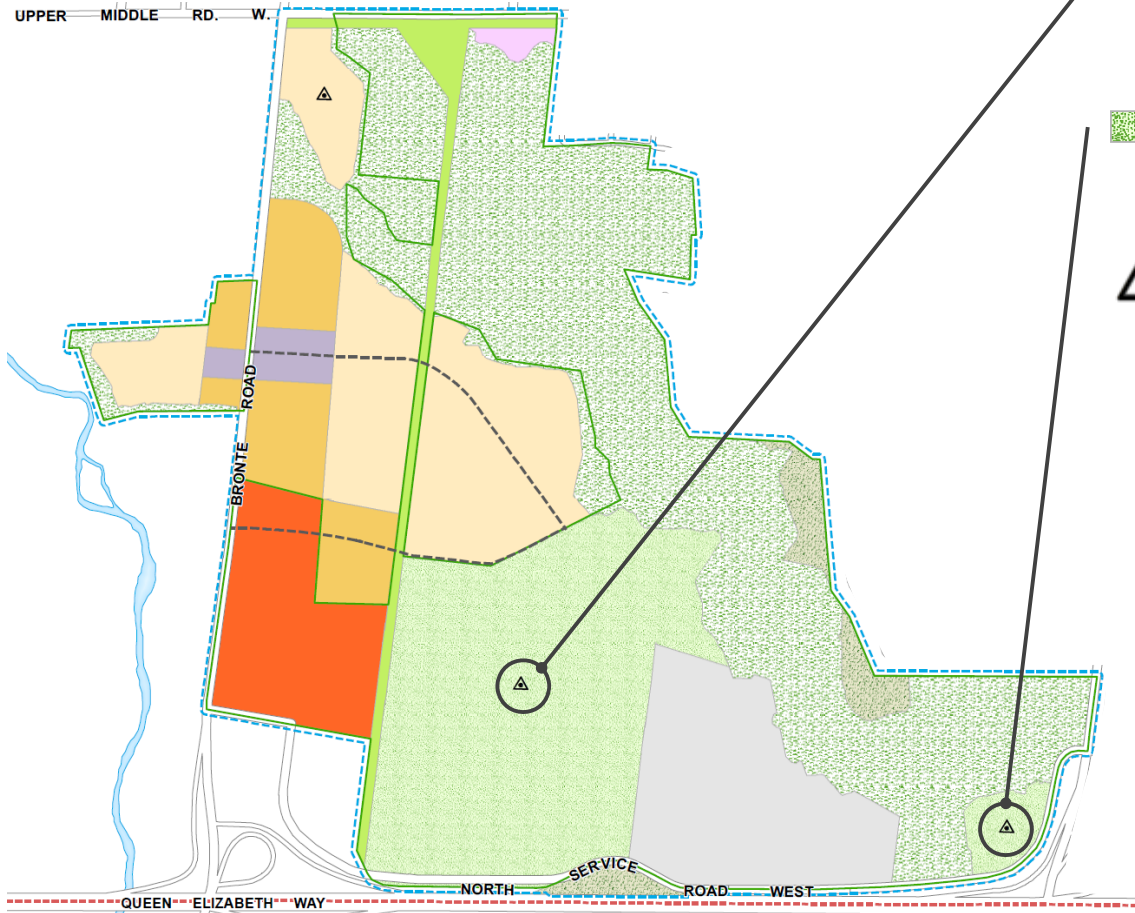 UPPER MIDDLE RD. W.
BRONTE ROAD
NORTH SERVICE ROAD WEST
QUEEN ELIZABETH WAY